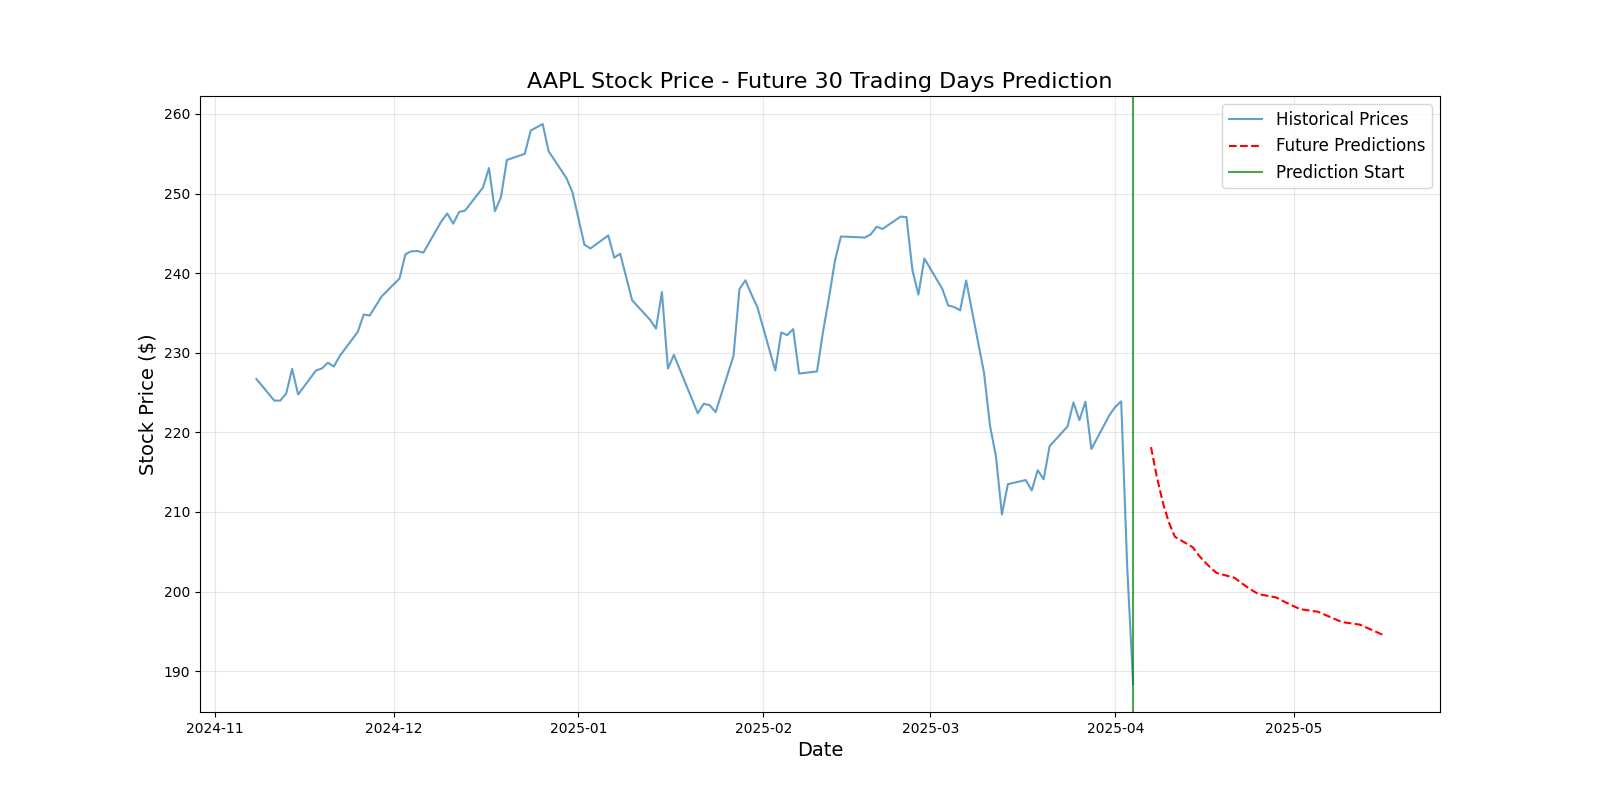 AAPL Stock Price - Future 30 Trading Days Prediction
Historical Prices
Future Predictions
Prediction Start
Stock Price ($)
260
250
240
230
220
210
200
190
2024-11
2024-12
2025-01
2025-02
2025-03
2025-04
2025-05
Date